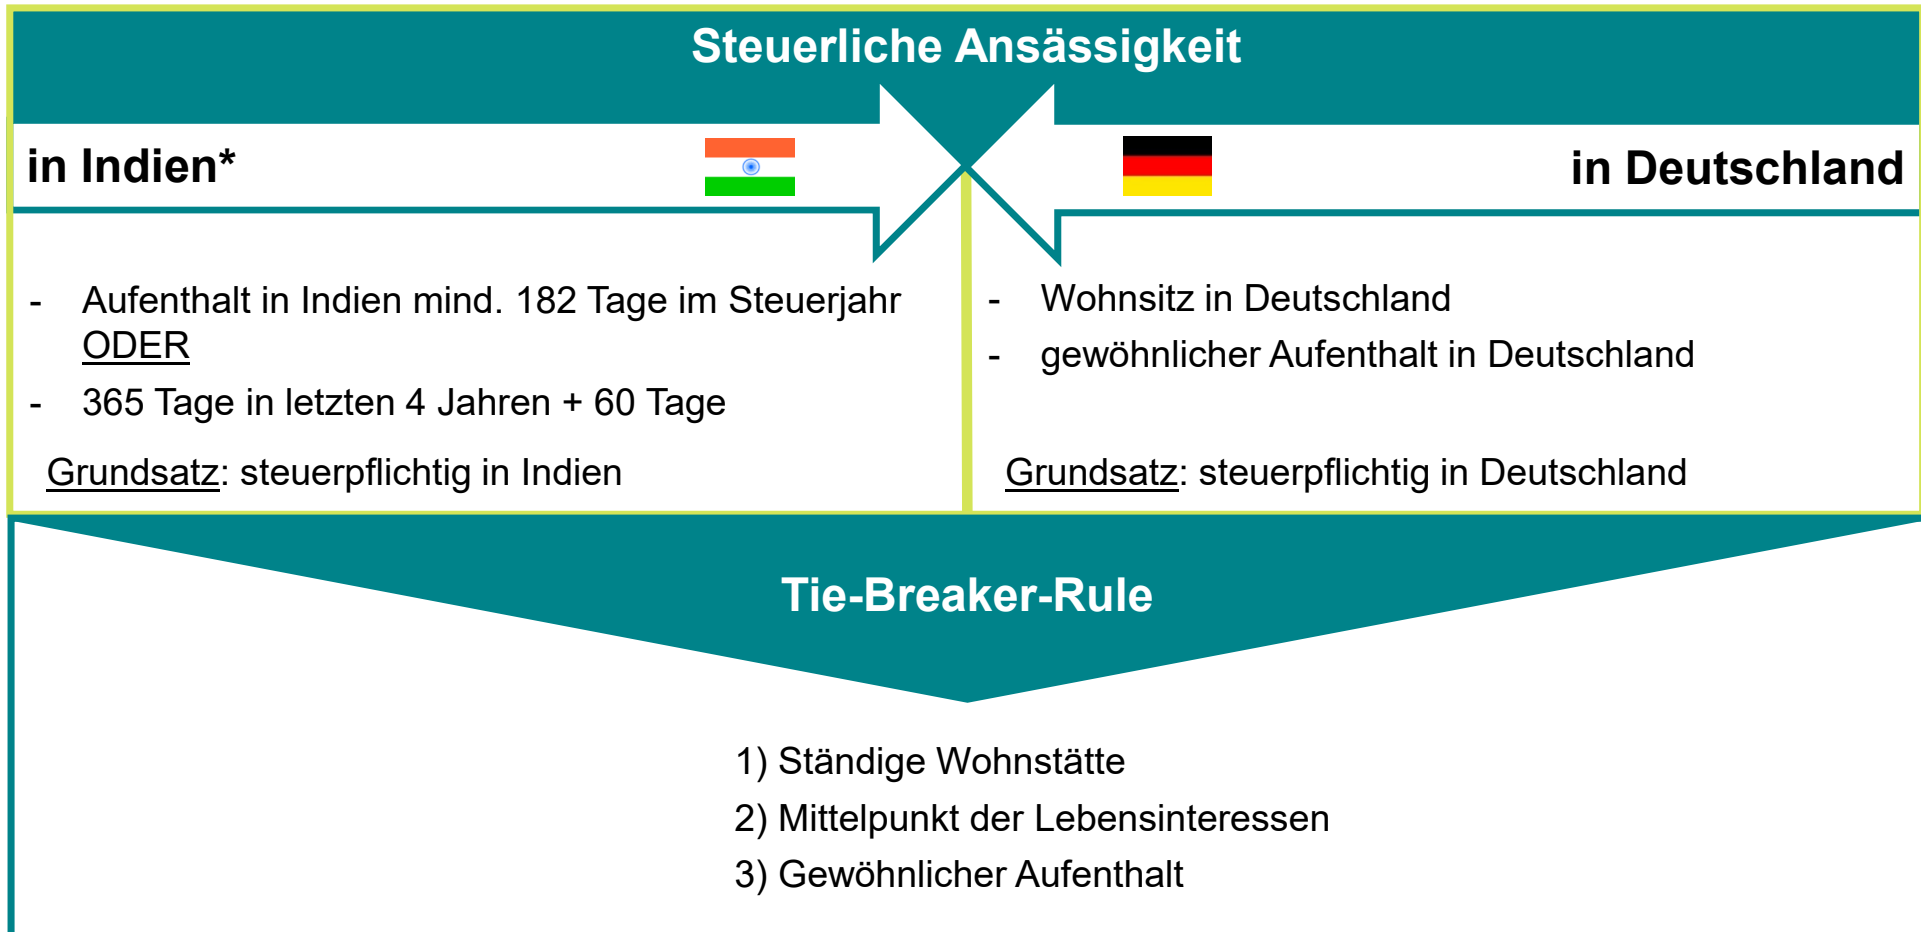 Steuerliche Ansässigkeit
in Indien*
in Deutschland
- Aufenthalt in Indien mind. 182 Tage im Steuerjahr
ODER
- 365 Tage in letzten 4 Jahren + 60 Tage
Grundsatz: steuerpflichtig in Indien
- Wohnsitz in Deutschland
- gewöhnlicher Aufenthalt in Deutschland
Grundsatz: steuerpflichtig in Deutschland
Tie-Breaker-Rule
1) Ständige Wohnstätte
2) Mittelpunkt der Lebensinteressen
3) Gewöhnlicher Aufenthalt